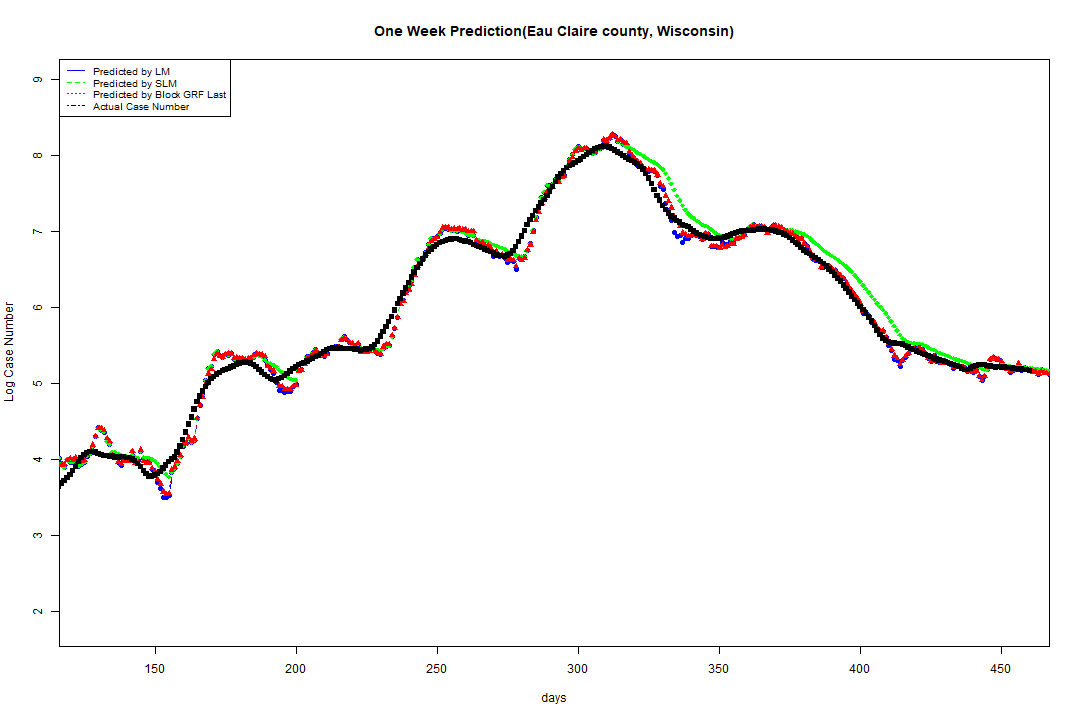 One Week Prediction(Eau Claire county, Wisconsin)
Predicted by LM
Predicted by SLM
Predicted by Block GRF Last
Actual Case Number
9
8
7
6
5
4
3
2
Log Case Number
150 200 250 300 350 400 450
days